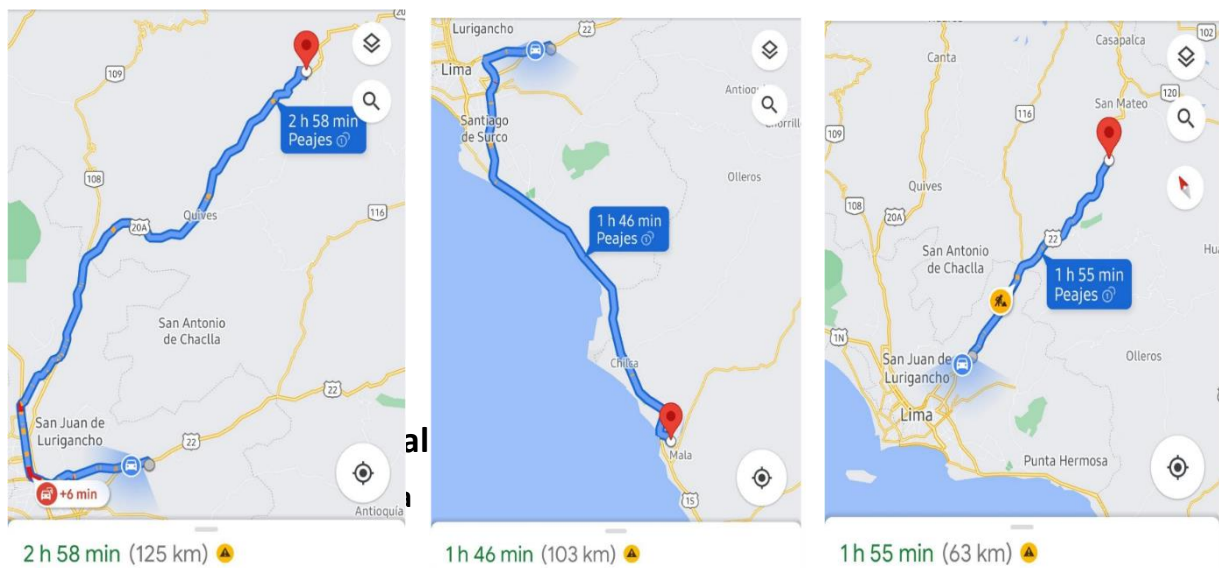 109
2 h 58 min
Peajes
108
20A
Quives
116
San Antonio
de Chaclla
22
San Juan de
Lurigancho
22
+6 min
Antioquía
2 h 58 min (125 km)
al
a
Lurigancho
22
Lima
Santiago
de Surco
Olleros
1 h 46 min
Peajes
Chilca
Mala
15
1 h 46 min (103 km)
102
Casapalca
Canta
120
San Mateo
109
116
Quives
108
20A
22
San Antonio
de Chaclla
1 h 55 min
Peajes
Olleros
1N
San Juan de
Lurigancho
Lima
Punta Hermosa
1 h 55 min (63 km)